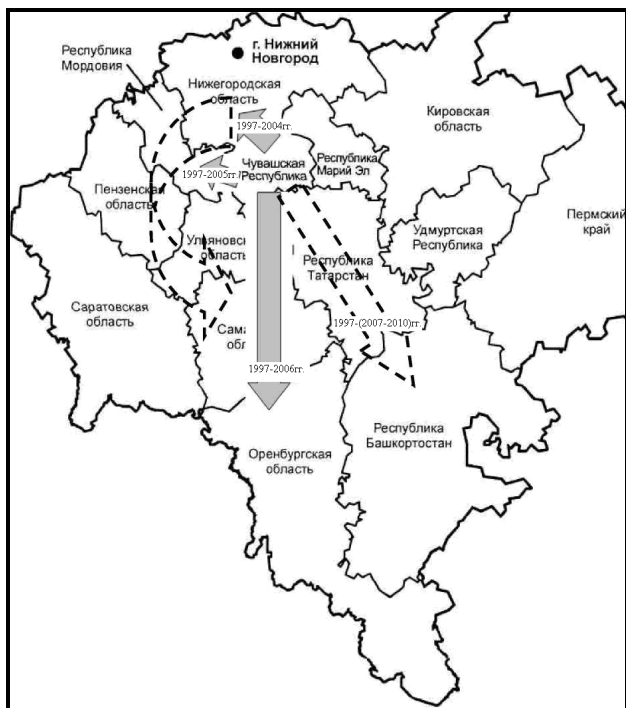 Республика
Мордовия
г. Нижний
Новгород
Нижегородская
область
Кировская
область
1997-2004гг.
Чувашская
Республика
Республика
Марий Эл
1997-2005гг.
Пензенская
область
Удмуртская
Республика
Пермский
край
Республика
Татарстан
Саратовская
область
1997-(2007-2010)гг.
1997-2006гг.
Республика
Башкортостан
Оренбургская
область